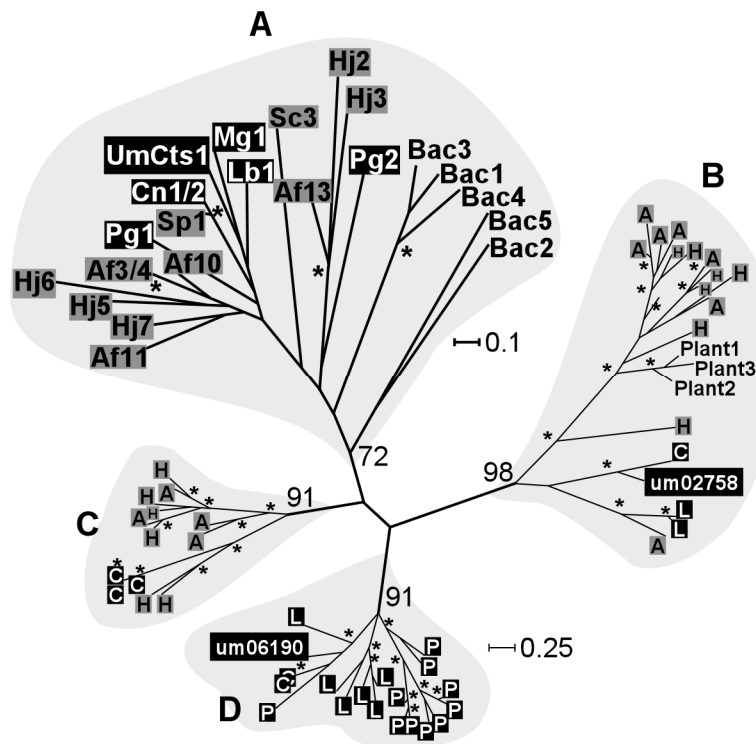 A
Hj2
Hj3
Sc3
Mg1
UmCts1
Lb1
Pg2
Bac3
Bac1
Bac4
Bac5
Bac2
Cn1/2
Sp1 *
Af13
Pg1
Af3/4
Af10
*
*
*
Hj6
Hj5
Hj7
Af11
0.1
72
B
A
A
A
A
H
H
A
H
H
H
A
H
Plant1
Plant3
Plant2
H
C
um02758
L
L
A
98
C
91
H
H
A
H
A
H
A
A
C
C
C
H
H
D
91
0.25
L
um06190
C
C
P
L
L
L
L
L
P
P
P
P
P
P
P
P
P
P